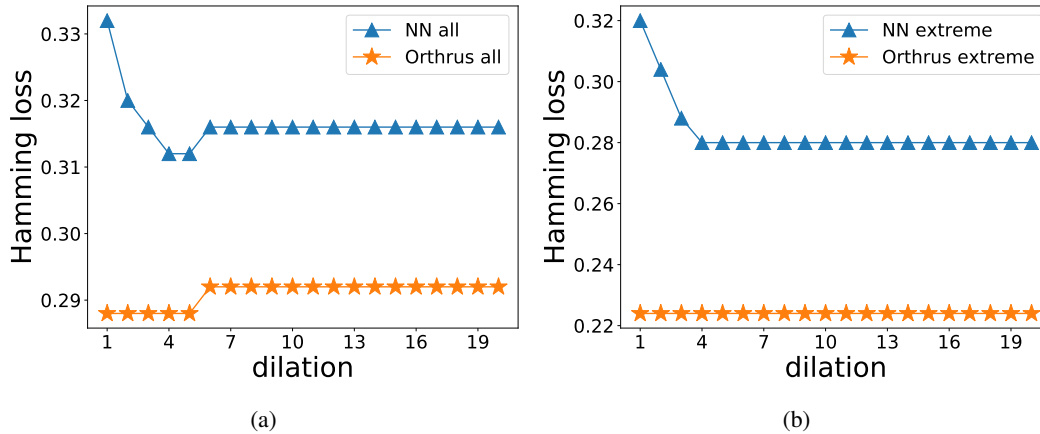 NN all
Orthrus all
0.33
0.32
0.31
0.30
0.29
Hamming loss
1 4 7 10 13 16 19
dilation
(a)
NN extreme
Orthrus extreme
0.32
0.30
0.28
0.26
0.24
0.22
Hamming loss
1 4 7 10 13 16 19
dilation
(b)